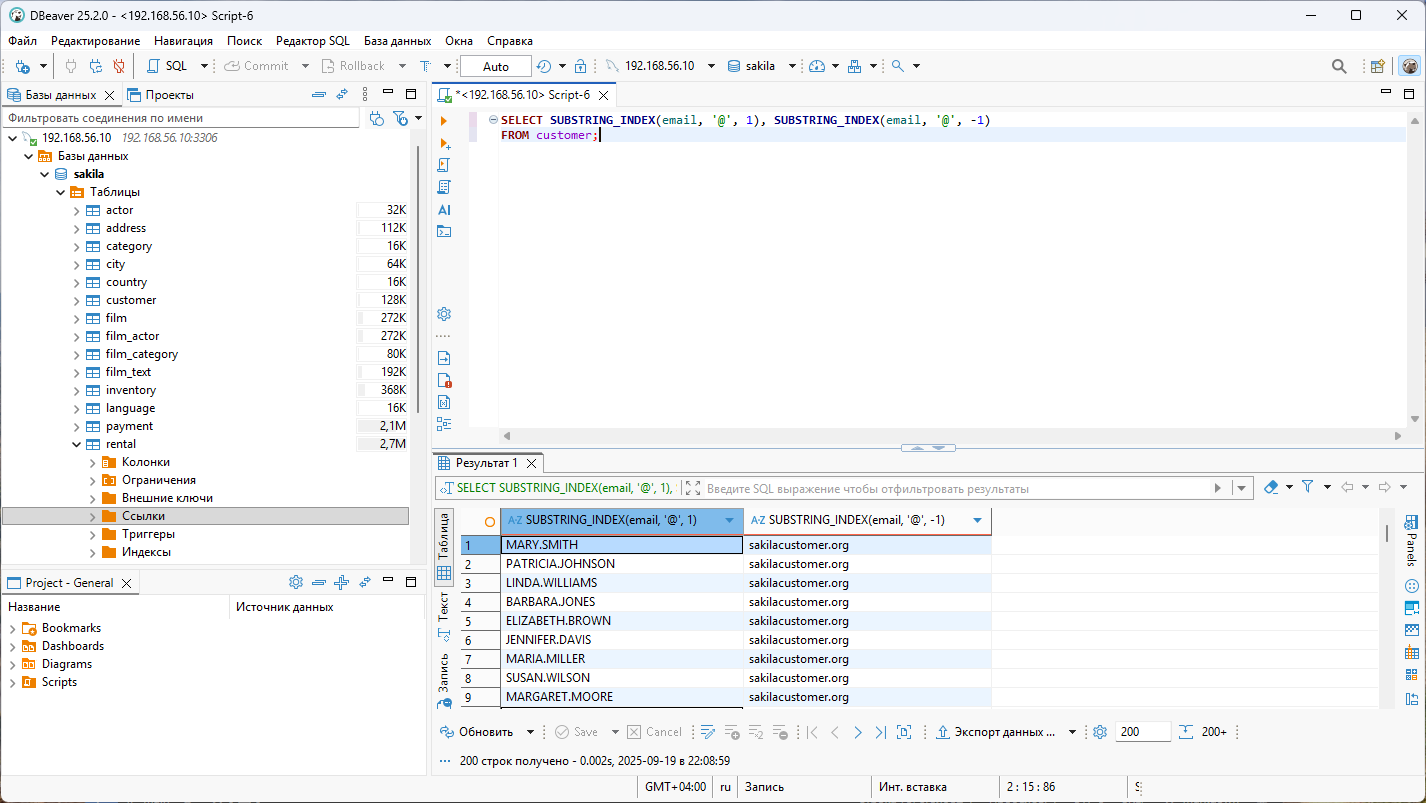 DBeaver 25.2.0 - <192.168.56.10> Script-6
Файл Редактирование Навигация Поиск Редактор SQL База данных Окна Справка
SQL Commit Rollback T Auto 192.168.56.10 sakila
Базы данных Проекты
Фильтровать соединения по имени
192.168.56.10 192.168.56.10:3306
Базы данных
sakila
Таблицы
actor 32K
address 112K
category 16K
city 64K
country 16K
customer 128K
film 272K
film_actor 272K
film_category 80K
film_text 192K
inventory 368K
language 16K
payment 2,1M
rental 2,7M
Колонки
Ограничения
Внешние ключи
Ссылки
Триггеры
Индексы
Project - General
Название Источник данных
Bookmarks
Dashboards
Diagrams
Scripts
*<192.168.56.10> Script-6
SELECT SUBSTRING_INDEX(email, '@', 1), SUBSTRING_INDEX(email, '@', -1)
FROM customer;
AI
Результат 1
SELECT SUBSTRING_INDEX(email, '@', 1), Введите SQL выражение чтобы отфильтровать результаты
Таблица
Текст
Запись
A-Z SUBSTRING_INDEX(email, '@', 1) A-Z SUBSTRING_INDEX(email, '@', -1)
1 MARY.SMITH sakilacustomer.org
2 PATRICIA.JOHNSON sakilacustomer.org
3 LINDA.WILLIAMS sakilacustomer.org
4 BARBARA.JONES sakilacustomer.org
5 ELIZABETH.BROWN sakilacustomer.org
6 JENNIFER.DAVIS sakilacustomer.org
7 MARIA.MILLER sakilacustomer.org
8 SUSAN.WILSON sakilacustomer.org
9 MARGARET.MOORE sakilacustomer.org
Panels
Обновить Save Cancel Экспорт данных ... 200 200+
200 строк получено - 0.002s, 2025-09-19 в 22:08:59
GMT+04:00 ru Запись Инт. вставка 2 : 15 : 86